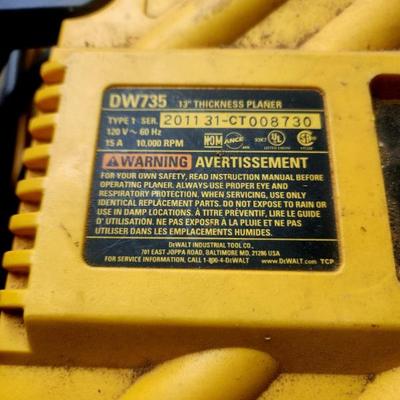 DW735 13" THICKNESS PLANER
TYPE 1 SER. 201131-CT008730
120 V ~ 60 Hz
15 A 10,000 RPM
NOM ANCE UL SP
WARNING AVERTISSEMENT
FOR YOUR OWN SAFETY, READ INSTRUCTION MANUAL BEFORE
OPERATING PLANER. ALWAYS USE PROPER EYE AND
RESPIRATORY PROTECTION. WHEN SERVICING, USE ONLY
IDENTICAL REPLACEMENT PARTS. DO NOT EXPOSE TO RAIN OR
USE IN DAMP LOCATIONS. À TITRE PRÉVENTIF, LIRE LE GUIDE
D' UTILISATION. NE PAS EXPOSER A LA PLUIE ET NE PAS
UTILISER DANS LES EMPLACEMENTS HUMIDES.
DEWALT INDUSTRIAL TOOL CO.,
701 EAST JOPPA ROAD, BALTIMORE MD, 21286 USA
FOR SERVICE INFORMATION, CALL 1-800-4-DEWALT www.DEWALT.com TCP